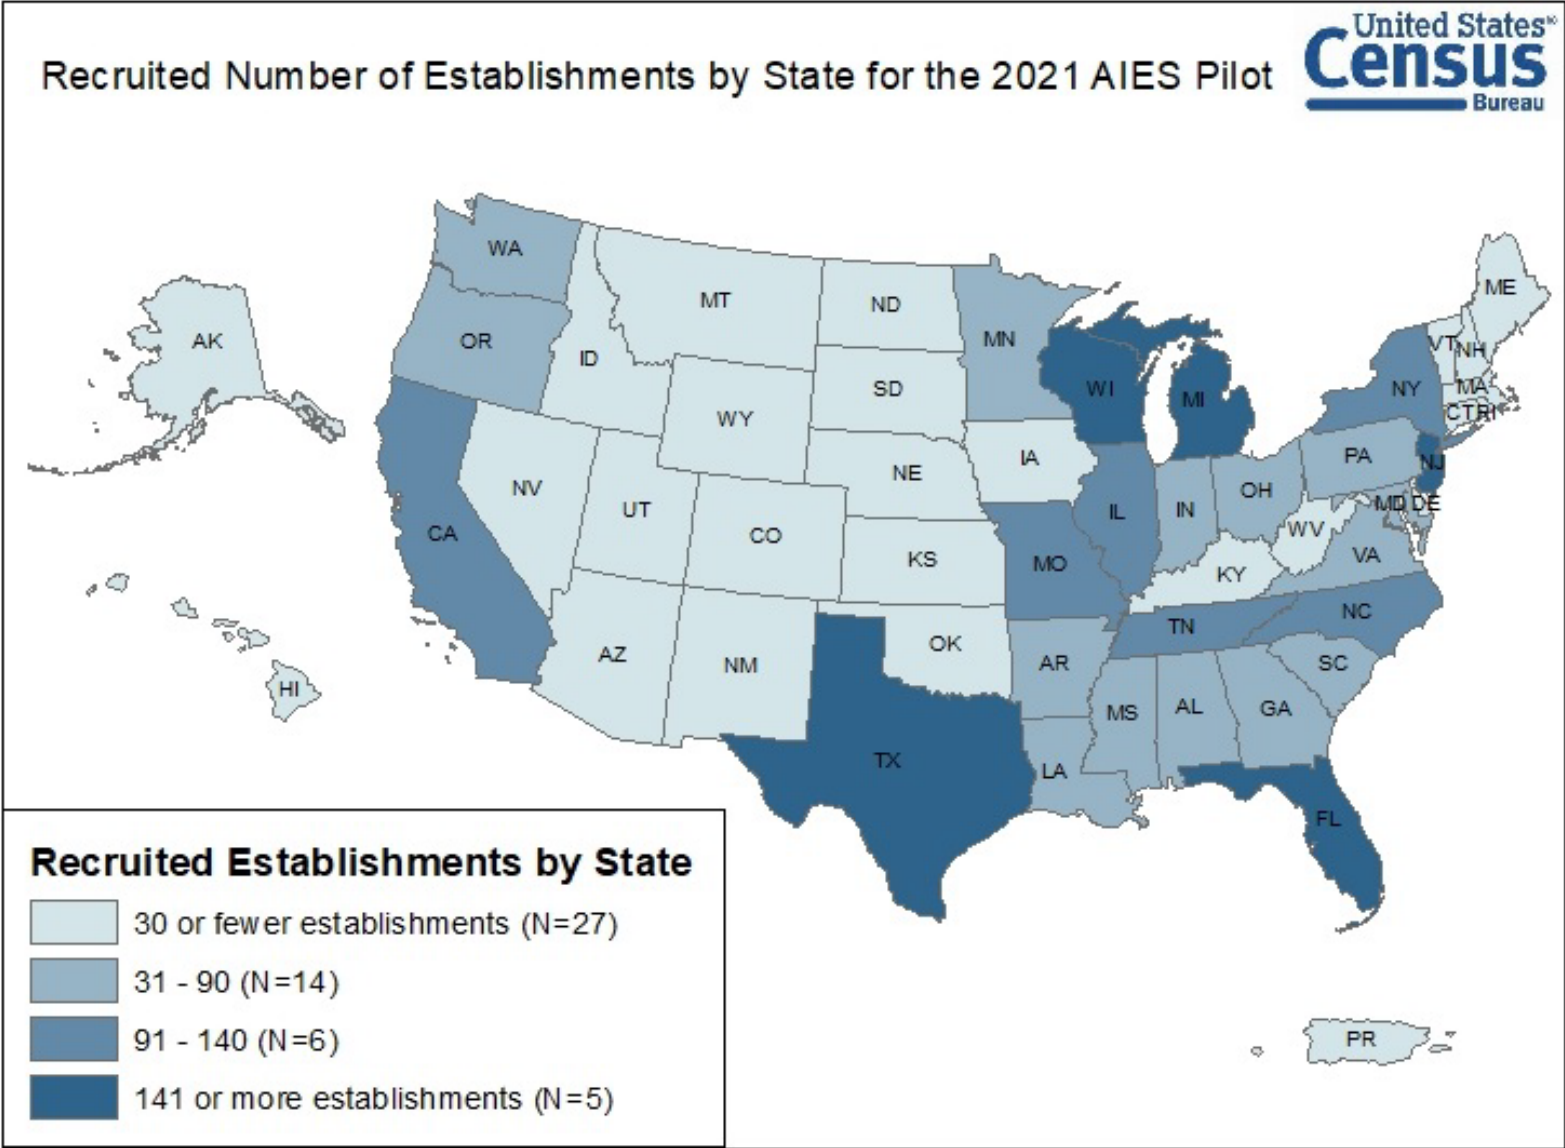 United States®
Census
Bureau
Recruited Number of Establishments by State for the 2021 AIES Pilot
WA
MT
ND
MN
ME
AK
OR
ID
VT
NH
WI
MI
NY
MA
SD
WY
CT
RI
IA
PA
NJ
NE
NV
UT
OH
IN
IL
MD
DE
CO
CA
WV
VA
KS
MO
KY
TN
NC
OK
AZ
NM
AR
SC
HI
MS
AL
GA
TX
LA
FL
Recruited Establishments by State
30 or fewer establishments (N=27)
31 - 90 (N=14)
91 - 140 (N=6)
141 or more establishments (N=5)
PR